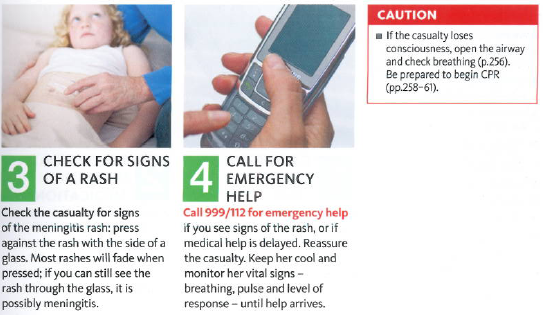 CAUTION
If the casualty loses
consciousness, open the airway
and check breathing (p.256).
Be prepared to begin CPR
(pp.258–61).
3 CHECK FOR SIGNS
OF A RASH
Check the casualty for signs
of the meningitis rash: press
against the rash with the side of a
glass. Most rashes will fade when
pressed; if you can still see the
rash through the glass, it is
possibly meningitis.
4 CALL FOR
EMERGENCY
HELP
Call 999/112 for emergency help
if you see signs of the rash, or if
medical help is delayed. Reassure
the casualty. Keep her cool and
monitor her vital signs –
breathing, pulse and level of
response – until help arrives.